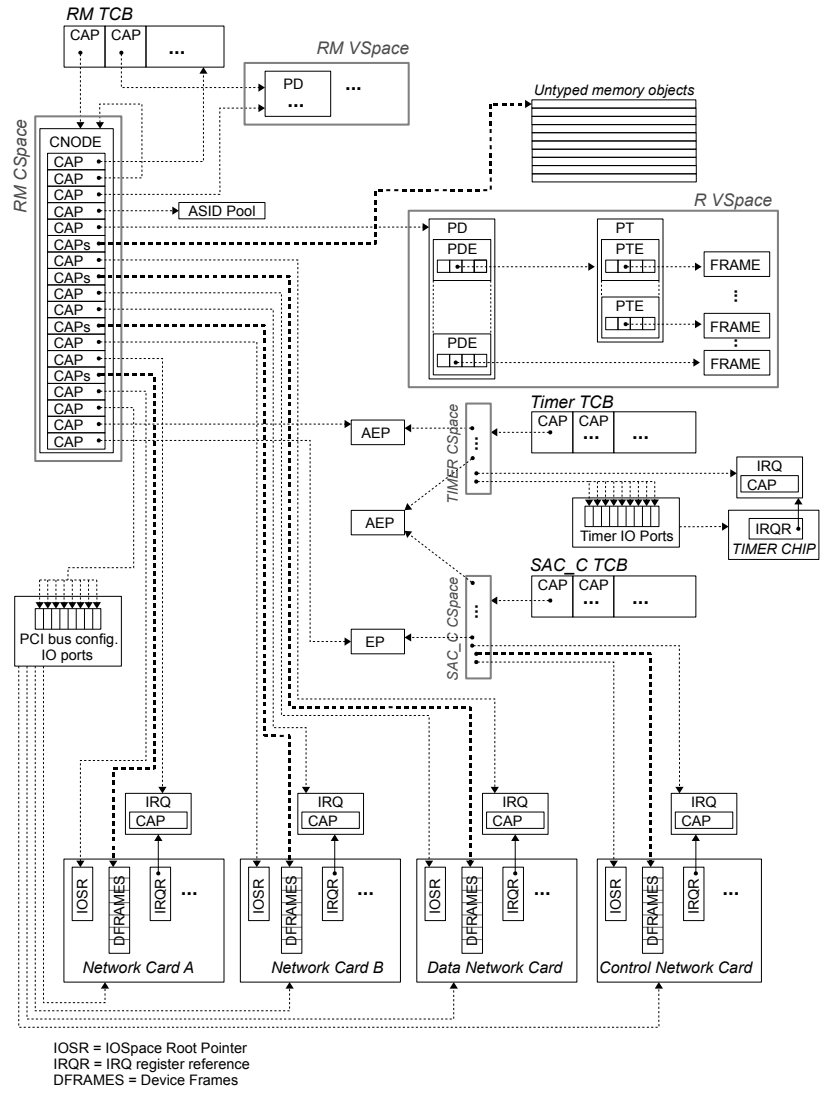 RM TCB
CAP CAP ...
RM VSpace
PD ...
...
Untyped memory objects
RM CSpace
CNODE
CAP
CAP
CAP
CAP
ASID Pool
CAP
CAPs
CAP
CAPs
CAP
CAP
CAPs
CAP
CAP
CAPs
CAP
CAP
CAP
CAP
R VSpace
PD PT
PDE PTE
FRAME
...
PTE
FRAME
PDE
...
FRAME
Timer TCB
CAP CAP
... ...
TIMER CSpace
...
AEP
IRQ
CAP
AEP
Timer IO Ports
IRQR
TIMER CHIP
SAC_C TCB
CAP CAP
... ...
SAC_C CSpace
...
EP
PCI bus config.
IO ports
IRQ
CAP
IRQ
CAP
IRQ
CAP
IRQ
CAP
IOSR DFRAMES IRQR ...
Network Card A
IOSR DFRAMES IRQR ...
Network Card B
IOSR DFRAMES IRQR ...
Data Network Card
IOSR DFRAMES IRQR ...
Control Network Card
IOSR = IOSpace Root Pointer
IRQR = IRQ register reference
DFRAMES = Device Frames